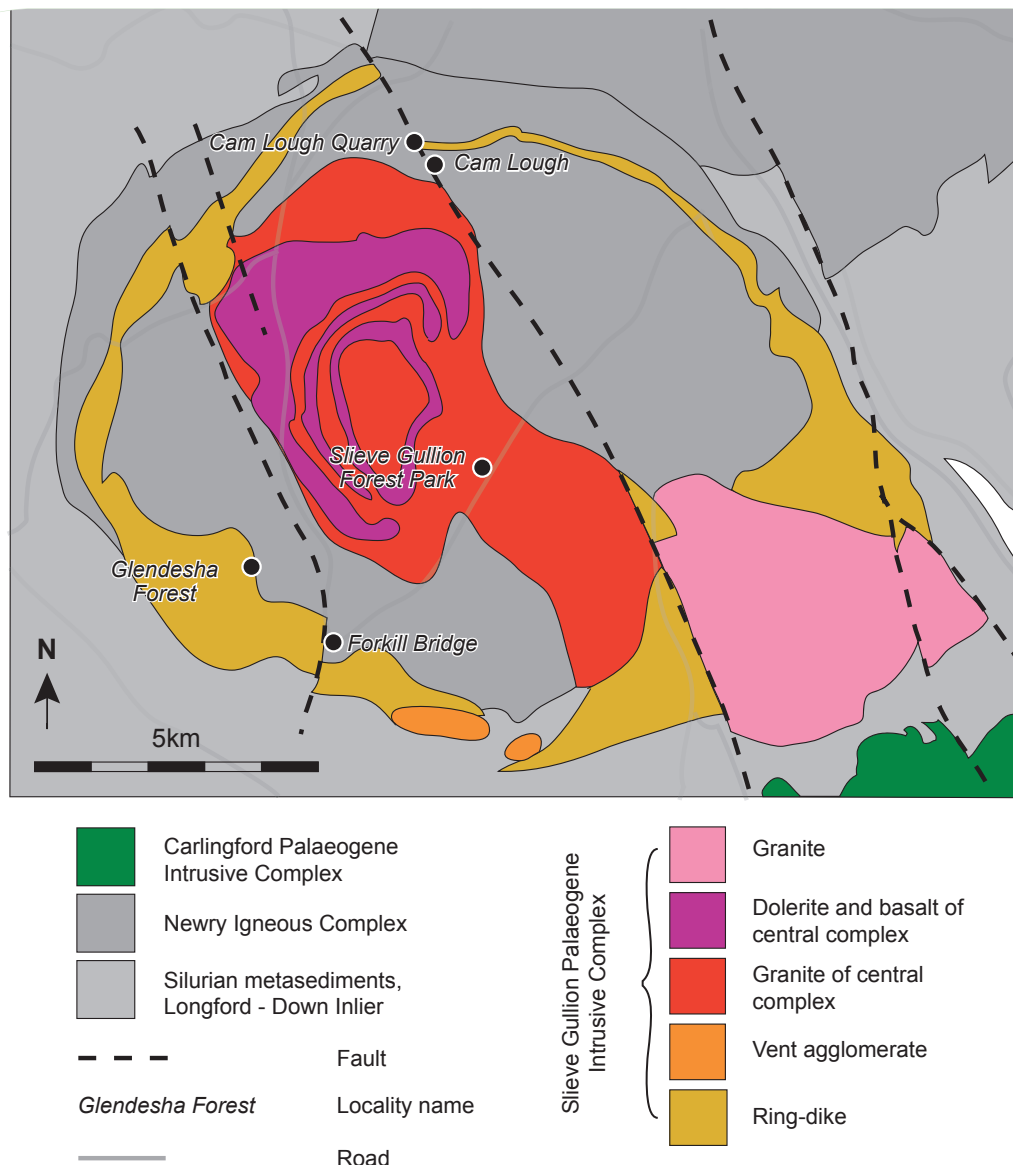 Cam Lough Quarry
Cam Lough
Slieve Gullion
Forest Park
Glendesha
Forest
Forkill Bridge
N
5km
Carlingford Palaeogene
Intrusive Complex
Newry Igneous Complex
Silurian metasediments,
Longford - Down Inlier
Fault
Glendesha Forest
Locality name
Road
Slieve Gullion Palaeogene
Intrusive Complex
Granite
Dolerite and basalt of
central complex
Granite of central
complex
Vent agglomerate
Ring-dike